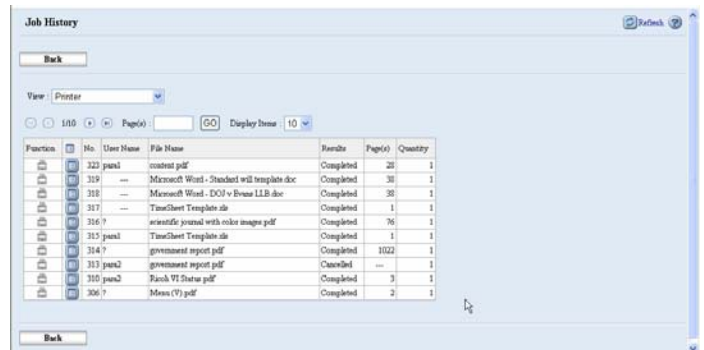 Job History Refresh ?
Back
View : Printer
1/10 Page(s) : GO Display Items : 10
Function No. User Name File Name Results Page(s) Quantity
323 para1 content.pdf Completed 28 1
319 --- Microsoft Word - Standard will template.doc Completed 38 1
318 --- Microsoft Word - DOJ v Evans LLB.doc Completed 38 1
317 --- TimeSheet Template.xls Completed 1 1
316 ? scientific journal with color images.pdf Completed 76 1
315 para1 TimeSheet Template.xls Completed 1 1
314 ? government report.pdf Completed 1022 1
313 para2 government report.pdf Cancelled --- 1
310 para2 Ricoh VI Status.pdf Completed 3 1
306 ? Menu (V).pdf Completed 2 1
Back